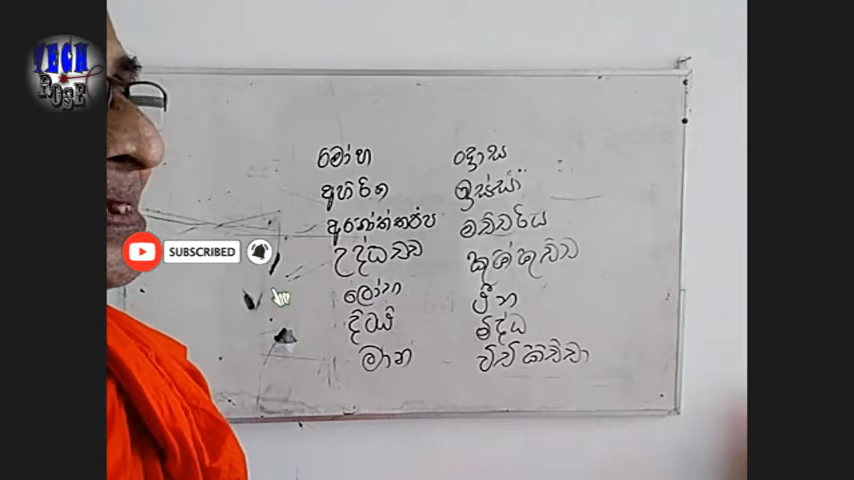 TECH
ROSE
මෝහ දොස
අහිරික ඉස්සා
අනොත්තප්ප මච්ඡරිය
උද්ධච්ච කුක්කුච්ච
ලෝභ ථීන
දිට්ඨි මිද්ධ
මාන විචිකිච්ඡා
SUBSCRIBED